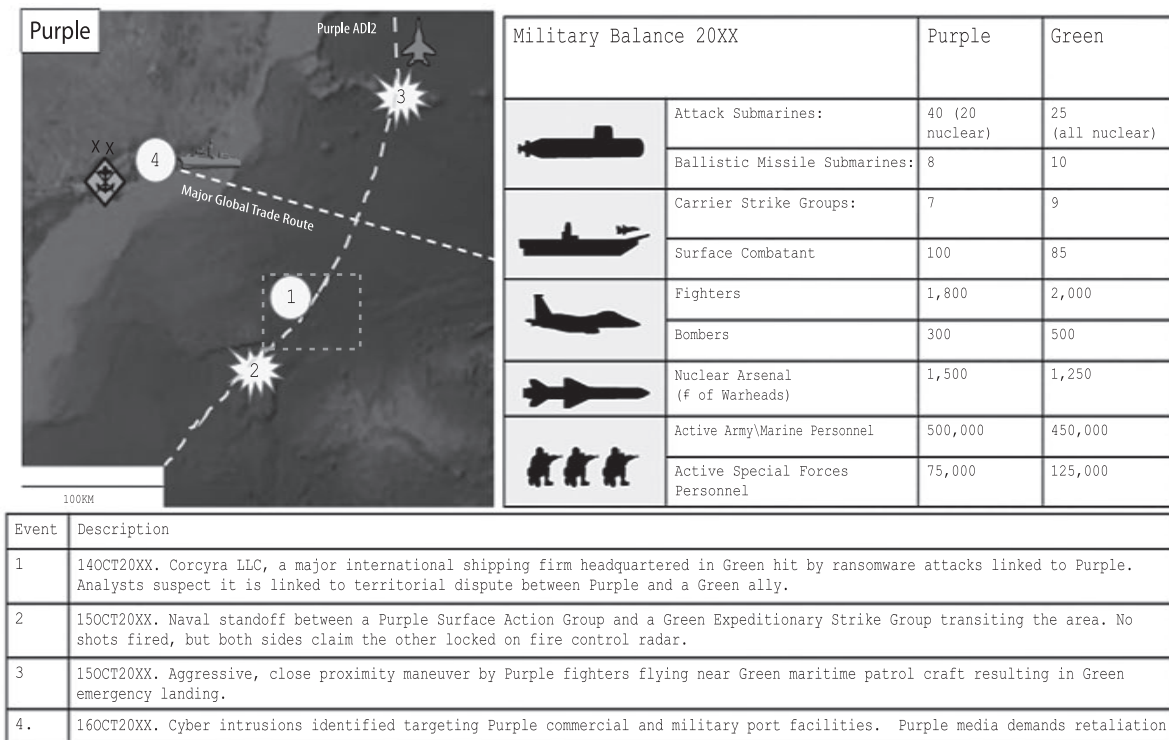 Purple
Purple ADI2
3
X X
4
Major Global Trade Route
1
2
100KM
Military Balance 20XX
Purple
Green
Attack Submarines:
40 (20
nuclear)
25
(all nuclear)
Ballistic Missile Submarines:
8
10
Carrier Strike Groups:
7
9
Surface Combatant
100
85
Fighters
1,800
2,000
Bombers
300
500
Nuclear Arsenal
(f of Warheads)
1,500
1,250
Active Army\Marine Personnel
500,000
450,000
Active Special Forces
Personnel
75,000
125,000
Event
Description
1
14OCT20XX. Corcyra LLC, a major international shipping firm headquartered in Green hit by ransomware attacks linked to Purple.
Analysts suspect it is linked to territorial dispute between Purple and a Green ally.
2
15OCT20XX. Naval standoff between a Purple Surface Action Group and a Green Expeditionary Strike Group transiting the area. No
shots fired, but both sides claim the other locked on fire control radar.
3
15OCT20XX. Aggressive, close proximity maneuver by Purple fighters flying near Green maritime patrol craft resulting in Green
emergency landing.
4.
16OCT20XX. Cyber intrusions identified targeting Purple commercial and military port facilities. Purple media demands retaliation